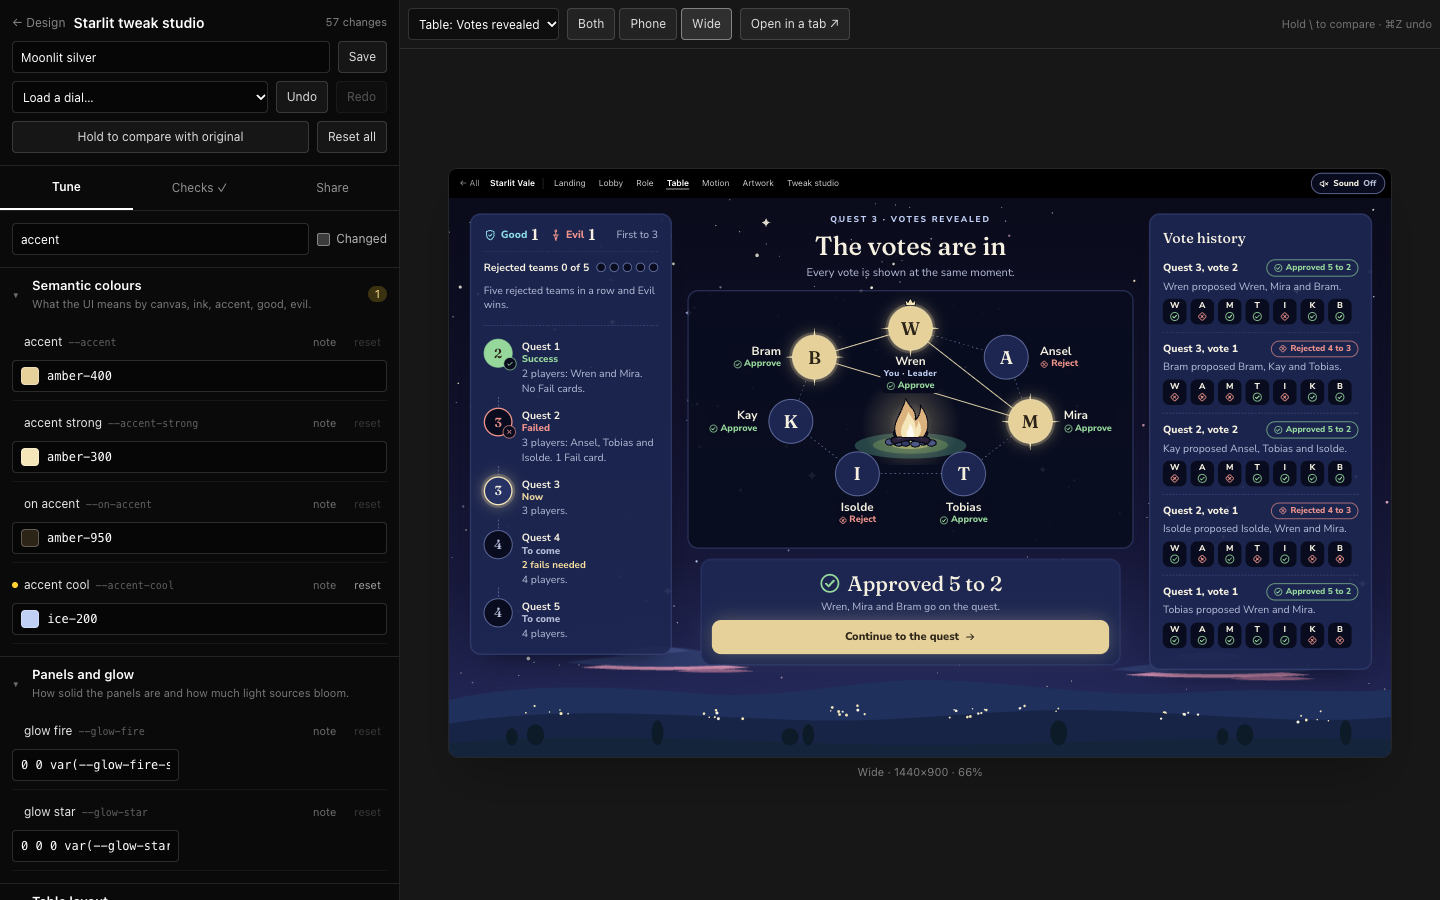 ← Design Starlit tweak studio 57 changes
Moonlit silver Save
Load a dial... Undo Redo
Hold to compare with original Reset all
Tune Checks ✓ Share
accent Changed
Semantic colours
What the UI means by canvas, ink, accent, good, evil.
1
accent --accent note reset
amber-400
accent strong --accent-strong note reset
amber-300
on accent --on-accent note reset
amber-950
accent cool --accent-cool note reset
ice-200
Panels and glow
How solid the panels are and how much light sources bloom.
glow fire --glow-fire note reset
0 0 var(--glow-fire-s
glow star --glow-star note reset
0 0 0 var(--glow-star
Table: Votes revealed Both Phone Wide Open in a tab ↗ Hold \ to compare · ⌘Z undo
← All Starlit Vale Landing Lobby Role Table Motion Artwork Tweak studio Sound Off
Good 1 Evil 1 First to 3
Rejected teams 0 of 5
Five rejected teams in a row and Evil
wins.
2 Quest 1
Success
2 players: Wren and Mira.
No Fail cards.
3 Quest 2
Failed
3 players: Ansel, Tobias and
Isolde. 1 Fail card.
3 Quest 3
Now
3 players.
4 Quest 4
To come
2 fails needed
4 players.
4 Quest 5
To come
4 players.
QUEST 3 · VOTES REVEALED
The votes are in
Every vote is shown at the same moment.
W
Wren
You · Leader
Approve
B
Bram
Approve
A
Ansel
Reject
K
Kay
Approve
M
Mira
Approve
I
Isolde
Reject
T
Tobias
Approve
Approved 5 to 2
Wren, Mira and Bram go on the quest.
Continue to the quest →
Vote history
Quest 3, vote 2 Approved 5 to 2
Wren proposed Wren, Mira and Bram.
W A M T I K B
Quest 3, vote 1 Rejected 4 to 3
Bram proposed Bram, Kay and Tobias.
W A M T I K B
Quest 2, vote 2 Approved 5 to 2
Kay proposed Ansel, Tobias and Isolde.
W A M T I K B
Quest 2, vote 1 Rejected 4 to 3
Isolde proposed Isolde, Wren and Mira.
W A M T I K B
Quest 1, vote 1 Approved 5 to 2
Tobias proposed Wren and Mira.
W A M T I K B
Wide · 1440×900 · 66%